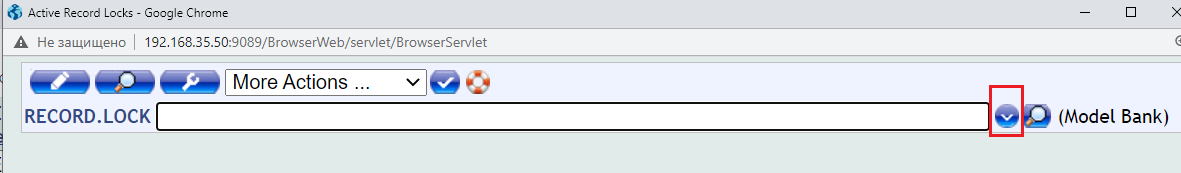 Active Record Locks - Google Chrome
Не защищено 192.168.35.50:9089/BrowserWeb/servlet/BrowserServlet
More Actions ...
RECORD.LOCK (Model Bank)